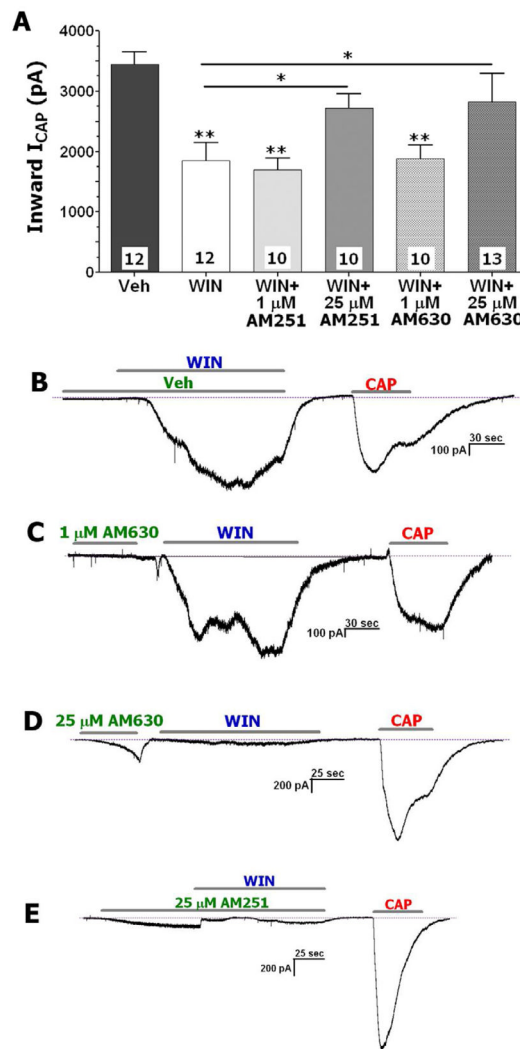 A
Inward I_CAP (pA)
4000
3000
2000
1000
0
*
*
** ** **
12 12 10 10 10 13
Veh WIN WIN+ WIN+ WIN+ WIN+
1 μM 25 μM 1 μM 25 μM
AM251 AM251 AM630 AM630
B
WIN
Veh
CAP
30 sec
100 pA
C
1 μM AM630 WIN CAP
30 sec
100 pA
D
25 μM AM630 WIN CAP
25 sec
200 pA
E
WIN
25 μM AM251
CAP
25 sec
200 pA